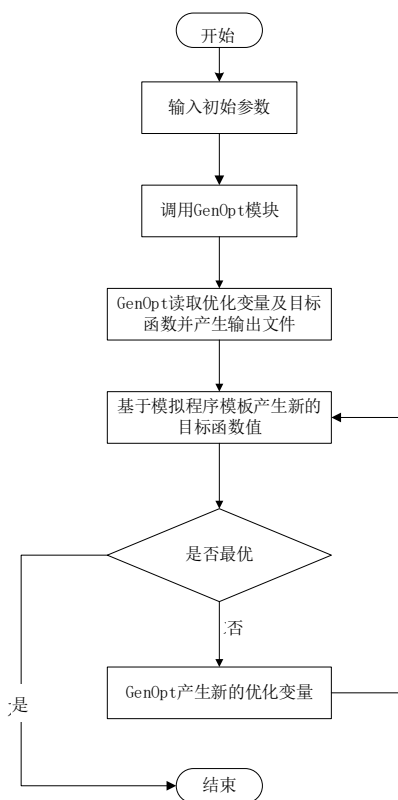 开始
输入初始参数
调用GenOpt模块
GenOpt读取优化变量及目标
函数并产生输出文件
基于模拟程序模板产生新的
目标函数值
是否最优
否
GenOpt产生新的优化变量
是
结束